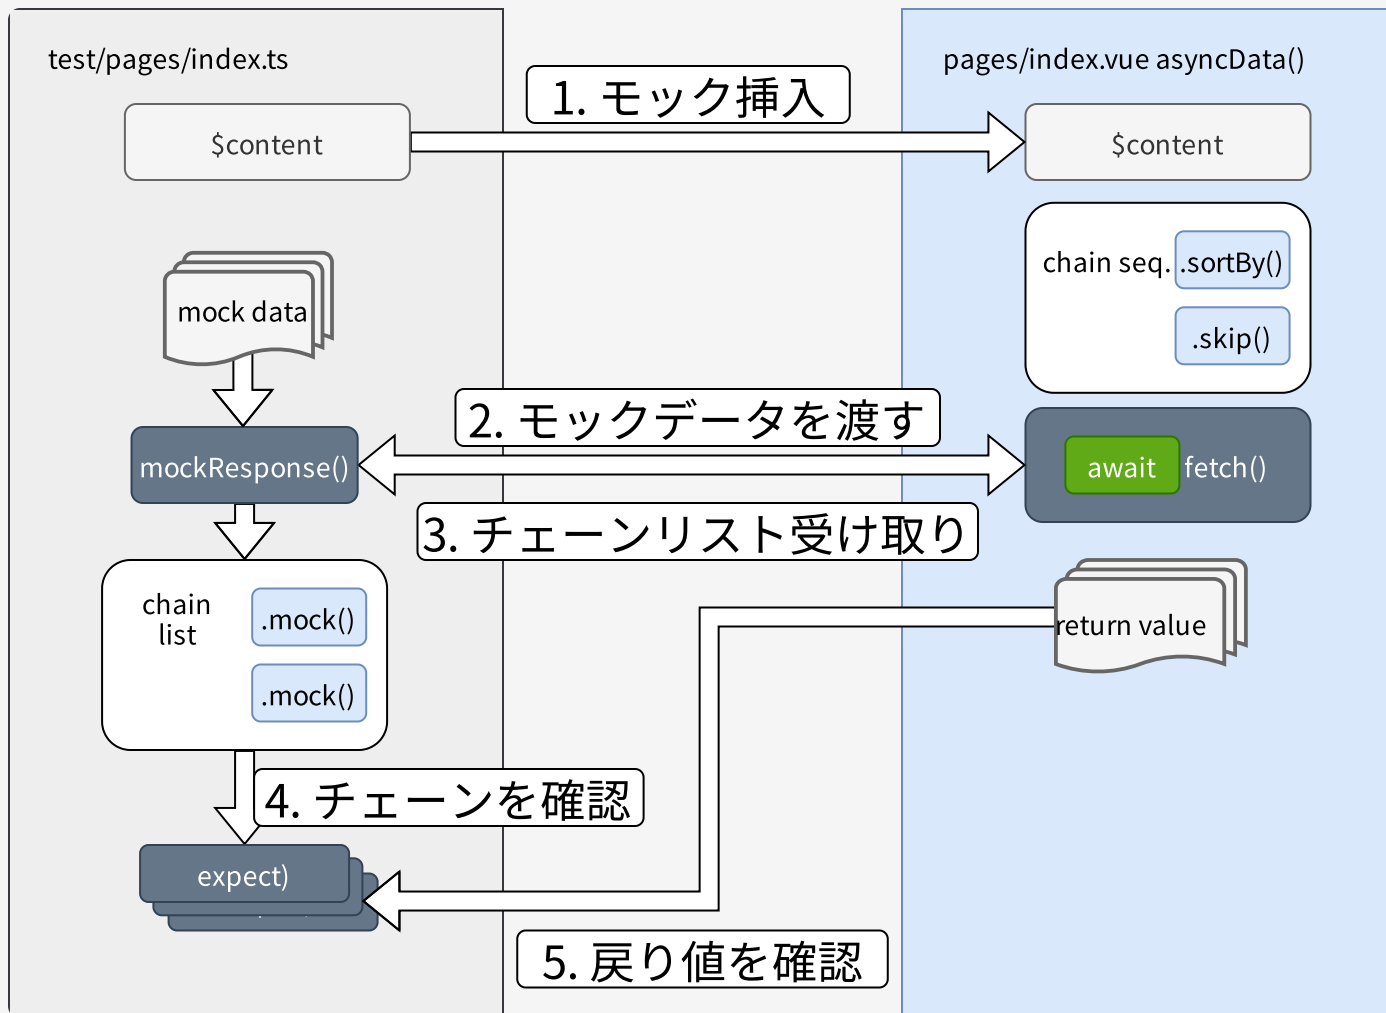 test/pages/index.ts
pages/index.vue asyncData()
1. モック挿入
$content
$content
chain seq.
.sortBy()
.skip()
mock data
2. モックデータを渡す
mockResponse()
await
fetch()
3. チェーンリスト受け取り
chain
list
.mock()
.mock()
return value
4. チェーンを確認
expect)
5. 戻り値を確認